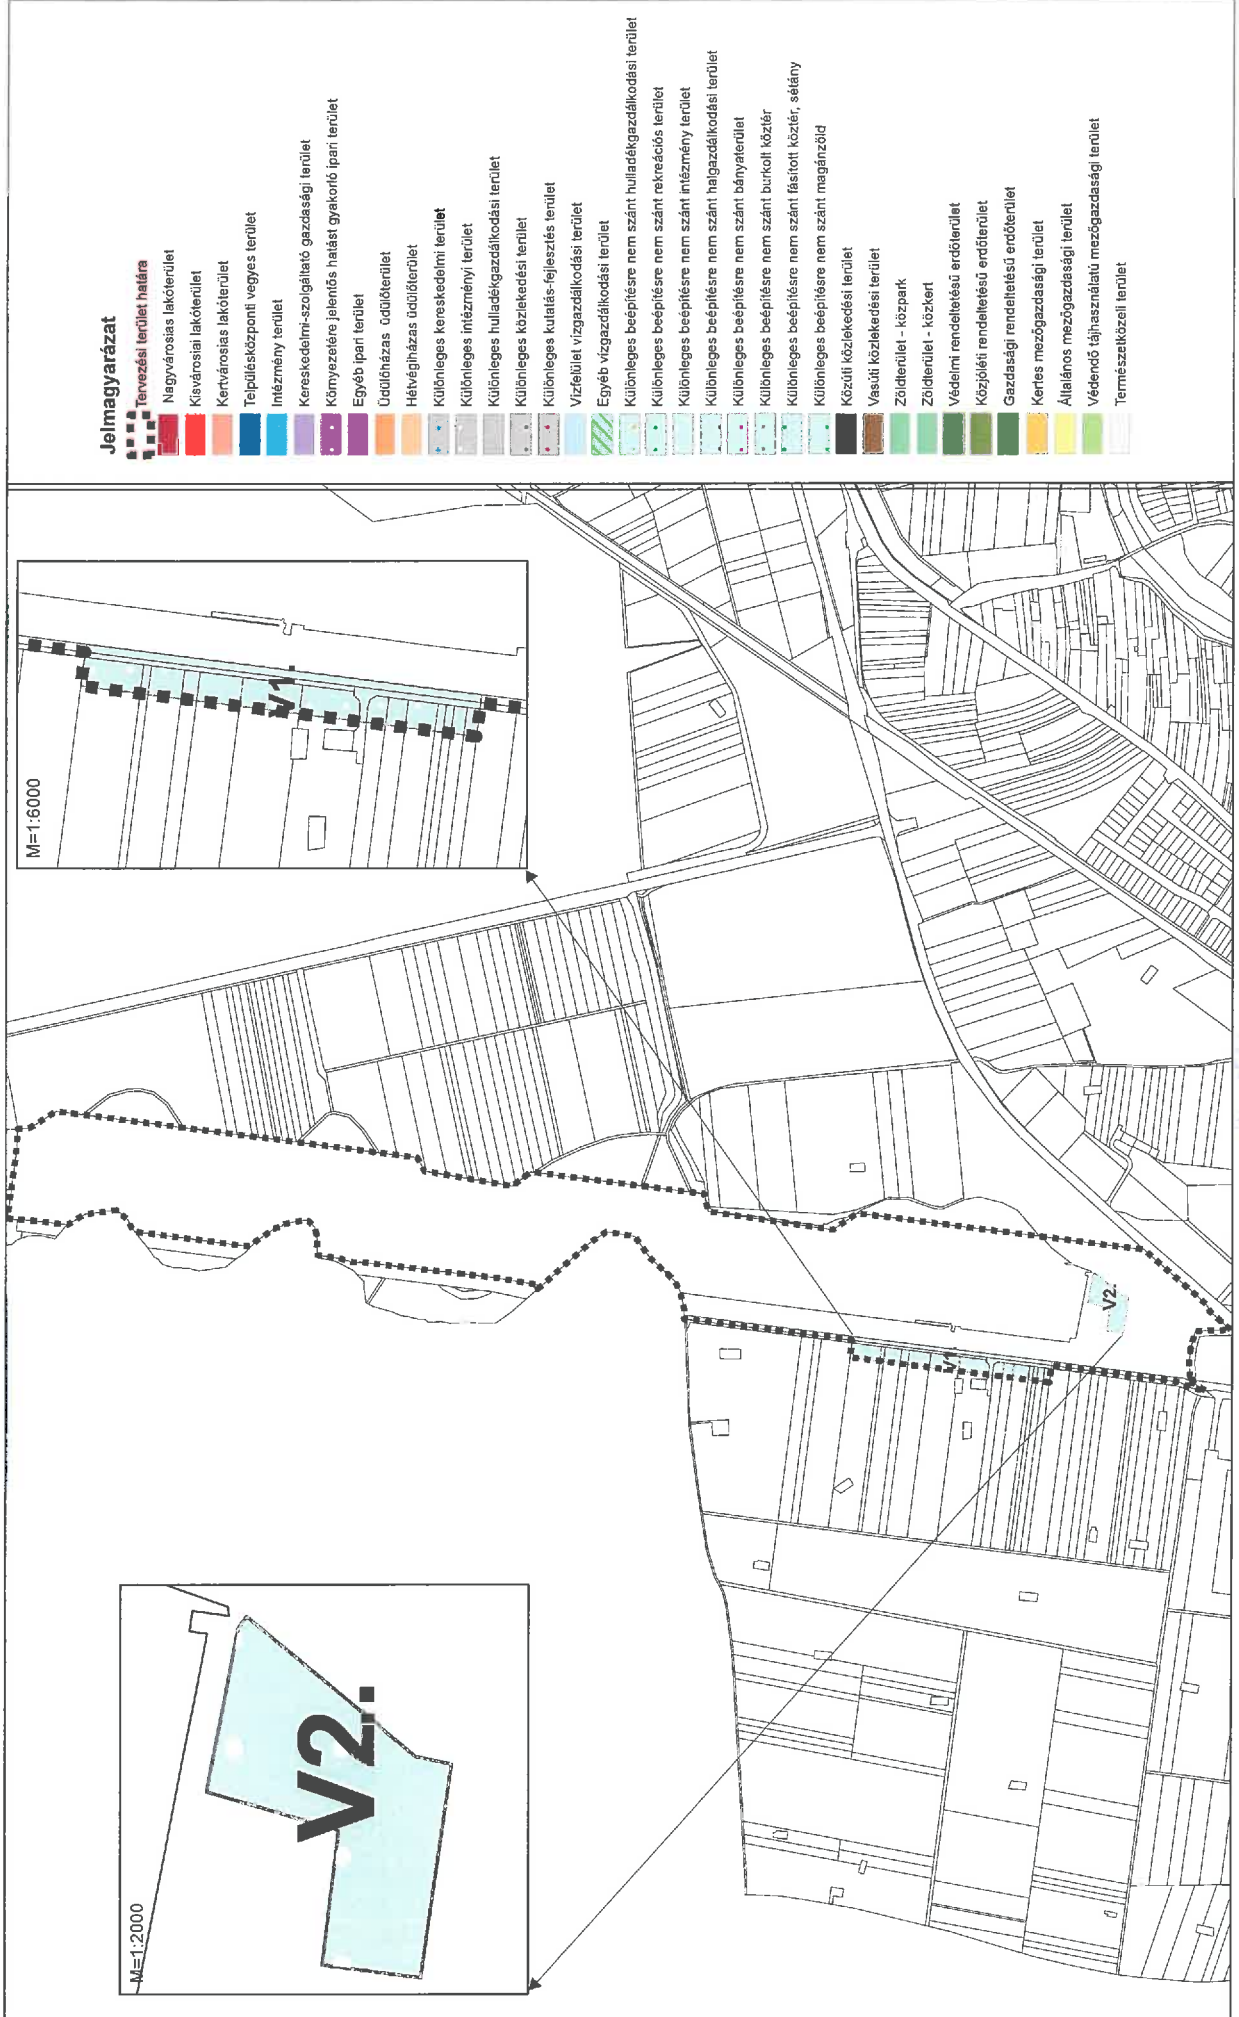 Jelmagyarázat
Tervezési terület határa
Nagyvárosias lakóterület
Kisvárosiai lakóterület
Kertvárosias lakóterület
Településközponti vegyes terület
Intézmény terület
Kereskedelmi-szolgáltató gazdasági terület
Környezetére jelentős hatást gyakorló ipari terület
Egyéb ipari terület
Üdülőházas üdülőterület
Hétvégiházas üdülőterület
Különleges kereskedelmi terület
Különleges intézményi terület
Különleges hulladékgazdálkodási terület
Különleges közlekedési terület
Különleges kutatás-fejlesztés terület
Vízfelület vízgazdálkodási terület
Egyéb vízgazdálkodási terület
Különleges beépítésre nem szánt hulladékgazdálkodási terület
Különleges beépítésre nem szánt rekreációs terület
Különleges beépítésre nem szánt intézmény terület
Különleges beépítésre nem szánt halgazdálkodási terület
Különleges beépítésre nem szánt bányaterület
Különleges beépítésre nem szánt burkolt köztér
Különleges beépítésre nem szánt fásított köztér, sétány
Különleges beépítésre nem szánt magánzöld
Közúti közlekedési terület
Vasúti közlekedési terület
Zöldterület - közpark
Zöldterület - közkert
Védelmi rendeltetésű erdőterület
Közjóléti rendeltetésű erdőterület
Gazdasági rendeltetésű erdőterület
Kertes mezőgazdasági terület
Általános mezőgazdasági terület
Védendő tájhasználatú mezőgazdasági terület
Természetközeli terület
M=1:2000
V2.
M=1:6000
V1.
V1
V2.